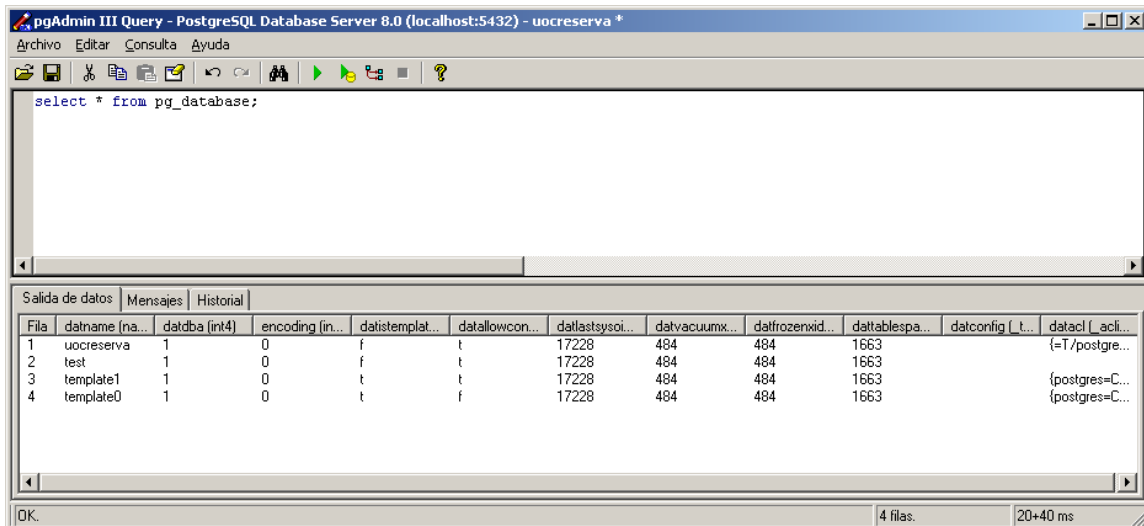 pgAdmin III Query - PostgreSQL Database Server 8.0 (localhost:5432) - uocreserva *
Archivo Editar Consulta Ayuda
select * from pg_database;
Salida de datos Mensajes Historial
Fila datname (na... datdba (int4) encoding (in... datistemplat... datallowcon... datlastsysoi... datvacuumx... datfrozenxid... dattablespa... datconfig (_t... datacl (_acli...
1 uocreserva 1 0 f t 17228 484 484 1663 {=T/postgre...
2 test 1 0 f t 17228 484 484 1663
3 template1 1 0 t t 17228 484 484 1663 {postgres=C...
4 template0 1 0 t f 17228 484 484 1663 {postgres=C...
OK. 4 filas. 20+40 ms